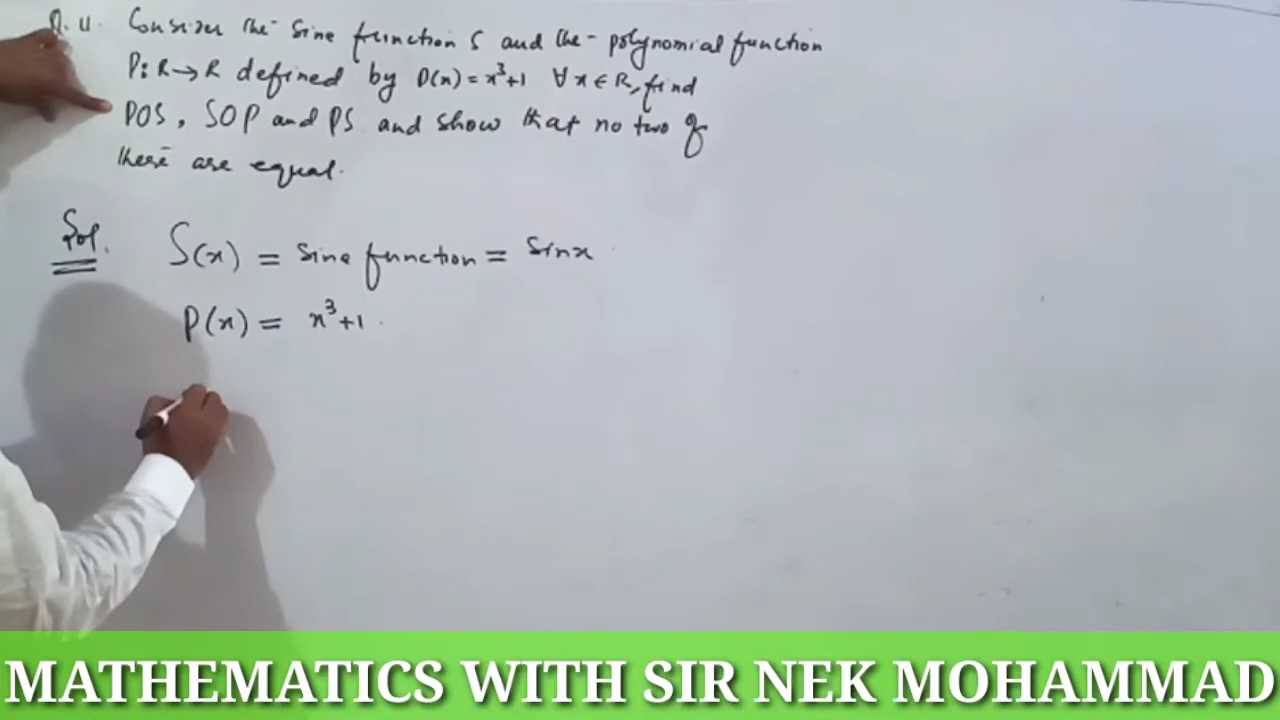 Q. 4. Consider the sine function S and the polynomial function
P: R→R defined by P(x) = x³+1 ∀ x ∈ R, find
POS, SOP and PS and show that no two of
these are equal.
Sol. S(x) = Sine function = Sinx
P(x) = x³+1
MATHEMATICS WITH SIR NEK MOHAMMAD